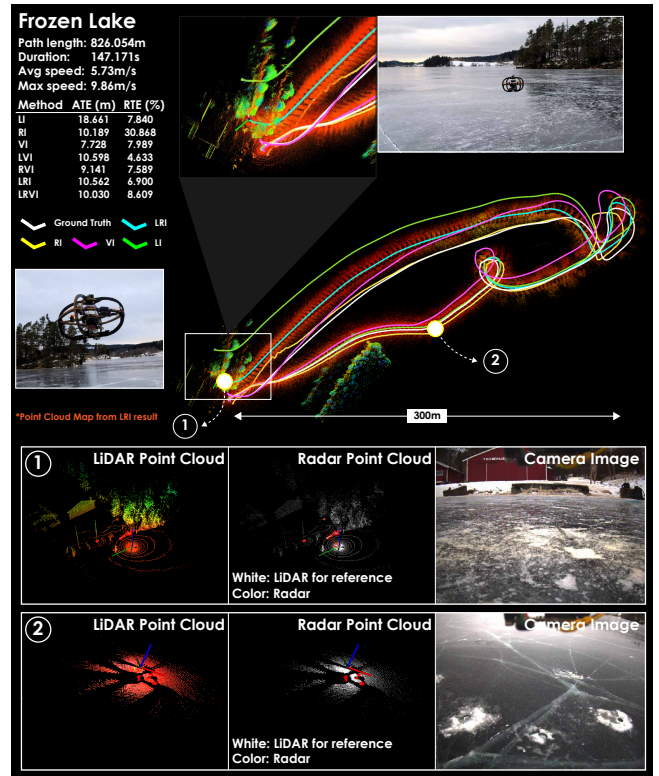 Frozen Lake
Path length: 826.054m
Duration: 147.171s
Avg speed: 5.73m/s
Max speed: 9.86m/s
Method ATE (m) RTE (%)
LI 18.661 7.840
RI 10.189 30.868
VI 7.728 7.989
LVI 10.598 4.633
RVI 9.141 7.589
LRI 10.562 6.900
LRVI 10.030 8.609
Ground Truth LRI
RI VI LI
2
*Point Cloud Map from LRI result
1
300m
1
LiDAR Point Cloud
Radar Point Cloud
White: LiDAR for reference
Color: Radar
Camera Image
2
LiDAR Point Cloud
Radar Point Cloud
White: LiDAR for reference
Color: Radar
Camera Image